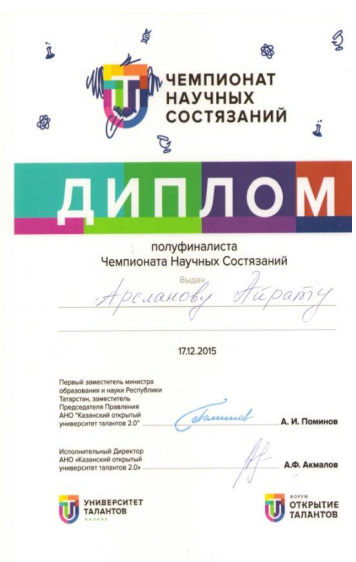 ЧЕМПИОНАТ
НАУЧНЫХ
СОСТЯЗАНИЙ
ДИПЛОМ
полуфиналиста
Чемпионата Научных Состязаний
Выдан
Арсланову Айрату
17.12.2015
Первый заместитель министра
образования и науки Республики
Татарстан, заместитель
Председателя Правления
АНО "Казанский открытый
университет талантов 2.0"
А. И. Поминов
Исполнительный Директор
АНО «Казанский открытый
университет талантов 2.0»
А.Ф. Акмалов
УНИВЕРСИТЕТ
ТАЛАНТОВ
КАЗАНЬ
ФОРУМ
ОТКРЫТИЕ
ТАЛАНТОВ